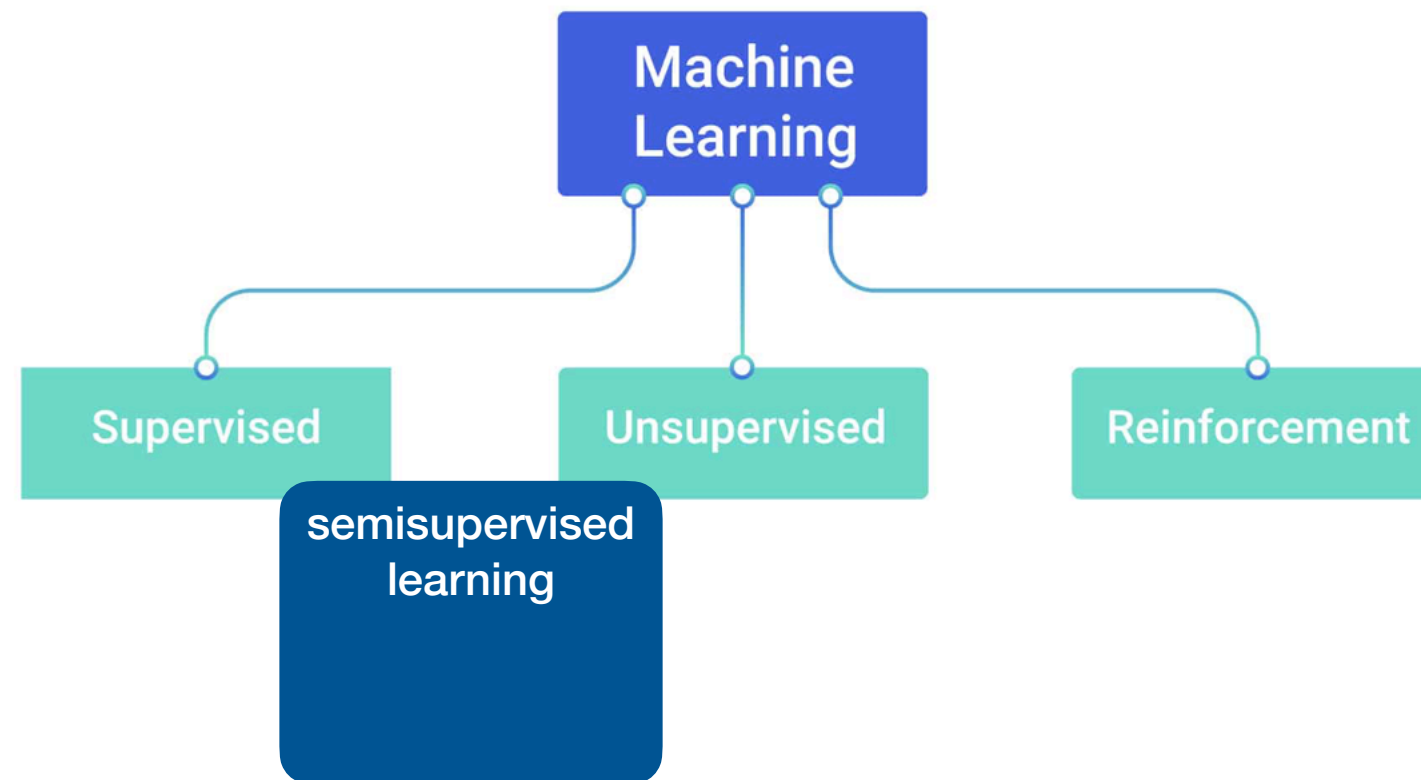 Machine
Learning
Supervised
Unsupervised
Reinforcement
semisupervised
learning